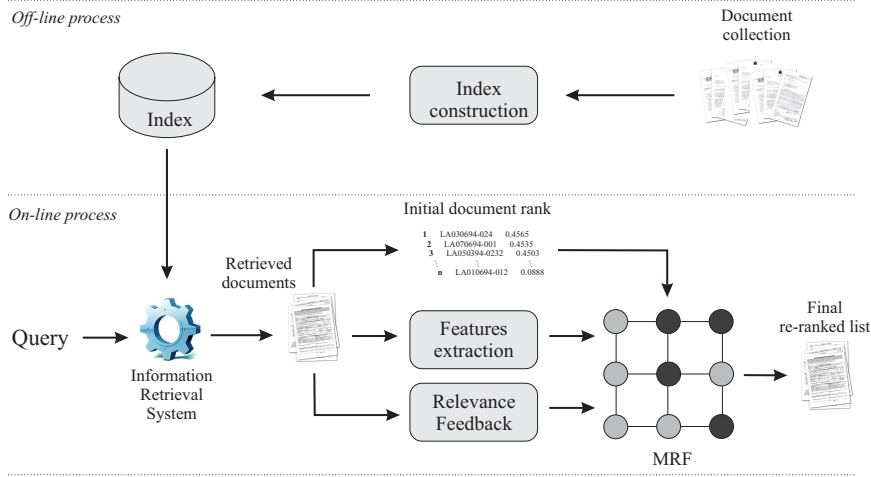 Off-line process
Document
collection
Index
Index
construction
On-line process
Initial document rank
1 LA030694-024 0.4565
2 LA070694-001 0.4535
3 LA050394-0232 0.4503
n LA010694-012 0.0888
Retrieved
documents
Query
Information
Retrieval
System
Features
extraction
Relevance
Feedback
MRF
Final
re-ranked list